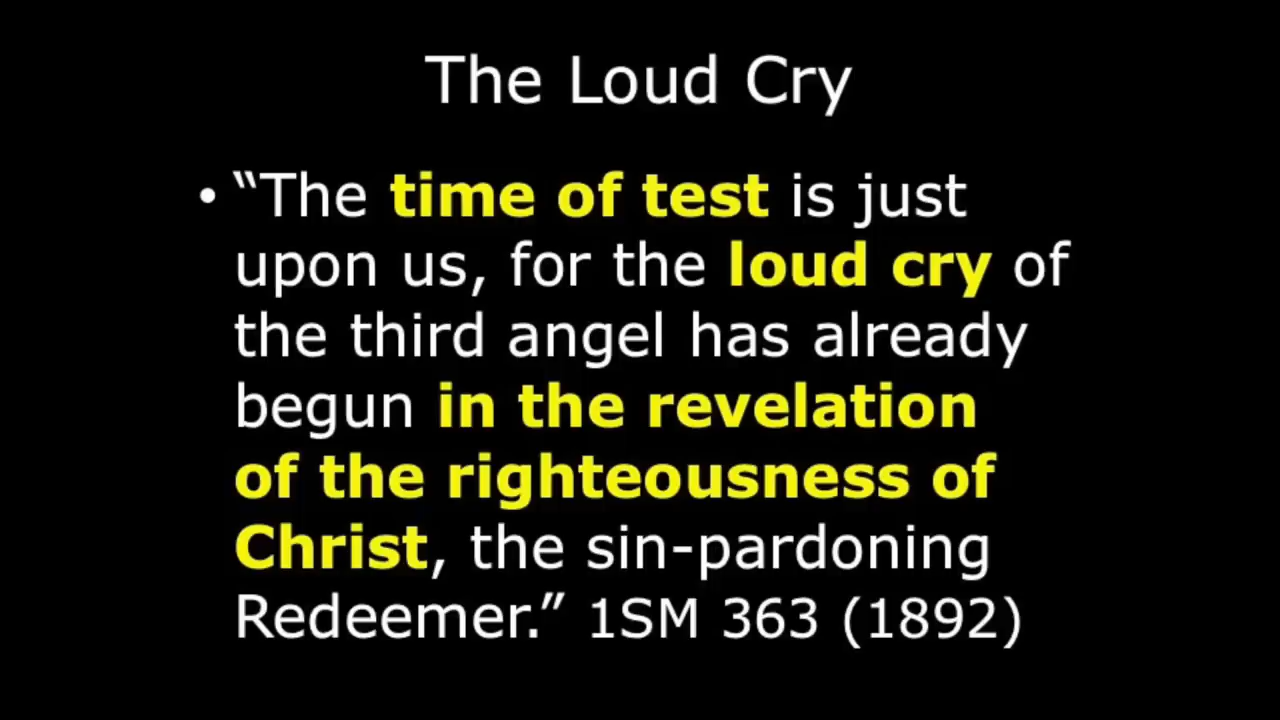 The Loud Cry
• “The time of test is just
upon us, for the loud cry of
the third angel has already
begun in the revelation
of the righteousness of
Christ, the sin-pardoning
Redeemer.” 1SM 363 (1892)